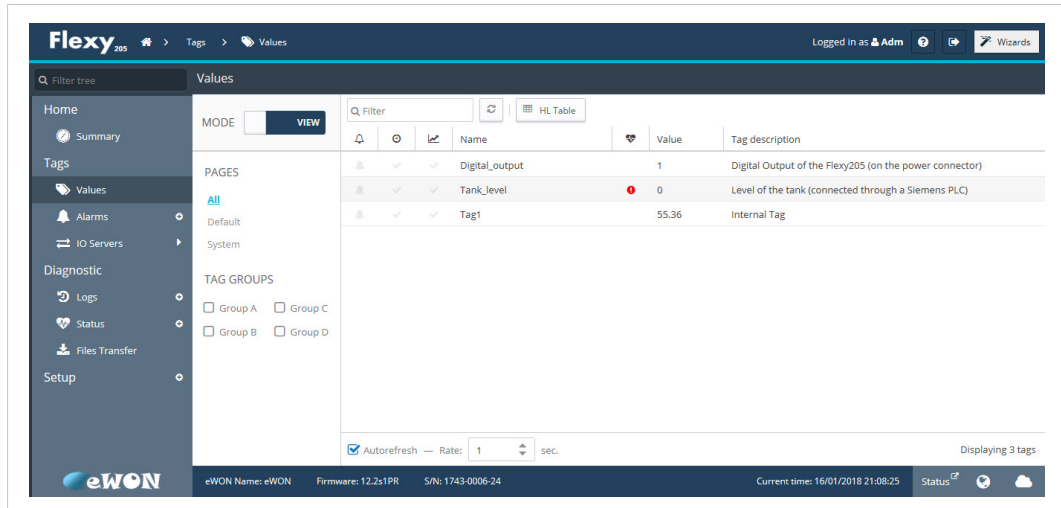 Flexy 205 > Tags > Values Logged in as Adm ? Wizards
Filter tree
Values
Home
Summary
Tags
Values
Alarms
IO Servers
Diagnostic
Logs
Status
Files Transfer
Setup
MODE VIEW
PAGES
All
Default
System
TAG GROUPS
Group A Group C
Group B Group D
Filter HL Table
Name Value Tag description
Digital_output 1 Digital Output of the Flexy205 (on the power connector)
Tank_level 0 Level of the tank (connected through a Siemens PLC)
Tag1 55.36 Internal Tag
Autorefresh — Rate: 1 sec. Displaying 3 tags
eWON eWON Name: eWON Firmware: 12.2s1PR S/N: 1743-0006-24 Current time: 16/01/2018 21:08:25 Status